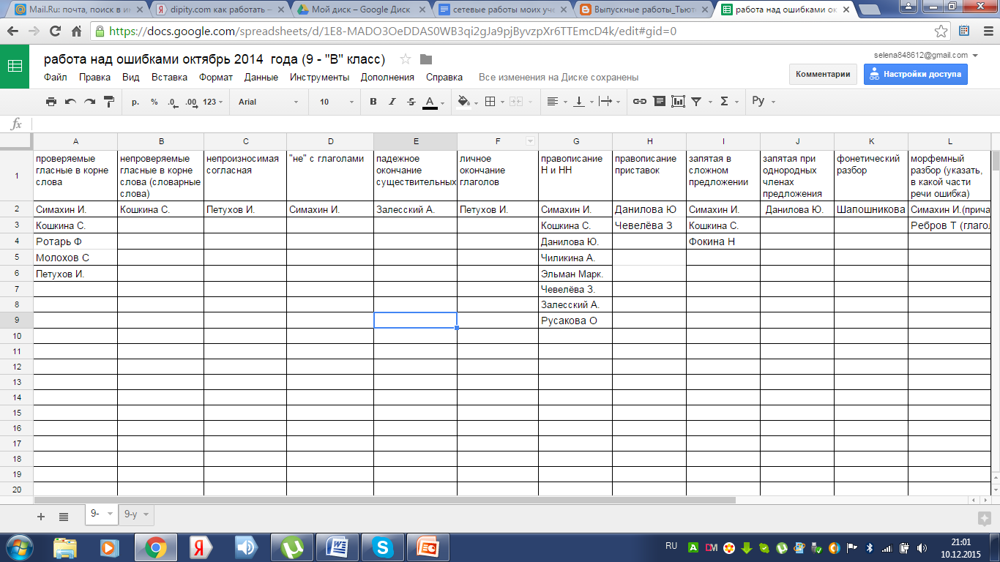 Mail.Ru: почта, поиск в ин
dipity.com как работать –
Мой диск – Google Диск
сетевые работы моих уче
Выпускные работы_Тьюто
работа над ошибками ок
https://docs.google.com/spreadsheets/d/1E8-MADO3OeDDAS0WB3qi2gJa9pjByvzpXr6TTEmcD4k/edit#gid=0
работа над ошибками октябрь 2014 года (9 - "В" класс)
selena848612@gmail.com
Файл Правка Вид Вставка Формат Данные Инструменты Дополнения Справка Все изменения на Диске сохранены
Комментарии
Настройки доступа
р. % .0 .00 123 Arial 10 B I S A Σ Ру
fx
A B C D E F G H I J K L
1
проверяемые
гласные в корне
слова
непроверяемые
гласные в корне
слова (словарные
слова)
непроизносимая
согласная
"не" с глаголами
падежное
окончание
существительных
личное
окончание
глаголов
правописание
Н и НН
правописание
приставок
запятая в
сложном
предложении
запятая при
однородных
членах
предложения
фонетический
разбор
морфемный
разбор (указать,
в какой части
речи ошибка)
2 Симахин И. Кошкина С. Петухов И. Симахин И. Залесский А. Петухов И. Симахин И. Данилова Ю Симахин И. Данилова Ю. Шапошникова Симахин И.(прича
3 Кошкина С. Кошкина С. Чевелёва З Кошкина С. Ребров Т (глагол
4 Ротарь Ф Данилова Ю. Фокина Н
5 Молохов С Чиликина А.
6 Петухов И. Эльман Марк.
7 Чевелёва З.
8 Залесский А.
9 Русакова О
10
11
12
13
14
15
16
17
18
19
20
9- 9-у
RU
21:01
10.12.2015